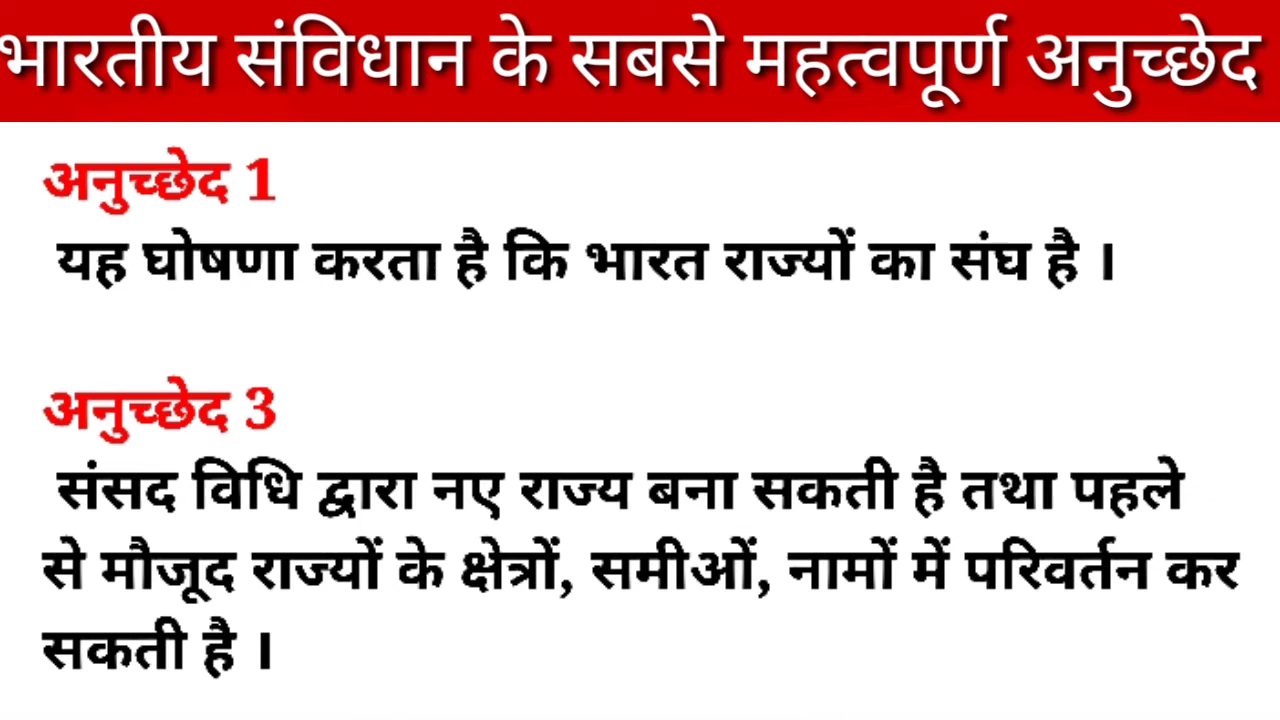 भारतीय संविधान के सबसे महत्वपूर्ण अनुच्छेद
अनुच्छेद 1
यह घोषणा करता है कि भारत राज्यों का संघ है ।
अनुच्छेद 3
संसद विधि द्वारा नए राज्य बना सकती है तथा पहले
से मौजूद राज्यों के क्षेत्रों, समीओं, नामों में परिवर्तन कर
सकती है ।